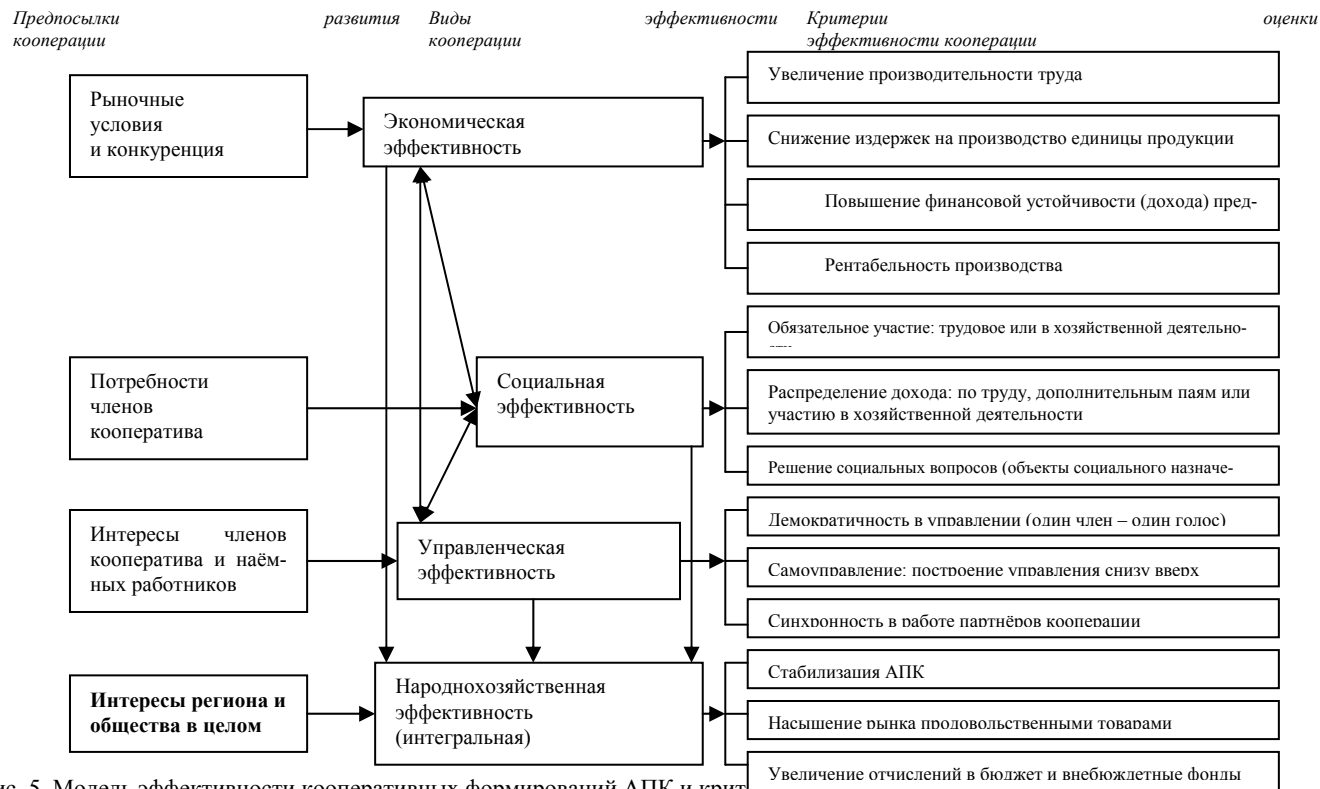 Предпосылки развития
кооперации
Виды эффективности
кооперации
Критерии оценки
эффективности кооперации
Рыночные
условия
и конкуренция
Экономическая
эффективность
Увеличение производительности труда
Снижение издержек на производство единицы продукции
Повышение финансовой устойчивости (дохода) пред-
Рентабельность производства
Потребности
членов
кооператива
Социальная
эффективность
Обязательное участие: трудовое или в хозяйственной деятельно-
Распределение дохода: по труду, дополнительным паям или
участию в хозяйственной деятельности
Решение социальных вопросов (объекты социального назначе-
Интересы членов
кооператива и наём-
ных работников
Управленческая
эффективность
Демократичность в управлении (один член – один голос)
Самоуправление: построение управления снизу вверх
Синхронность в работе партнёров кооперации
Интересы региона и
общества в целом
Народнохозяйственная
эффективность
(интегральная)
Стабилизация АПК
Насыщение рынка продовольственными товарами
Увеличение отчислений в бюджет и внебюджетные фонды
ис. 5. Модель эффективности кооперативных формирований АПК и крит